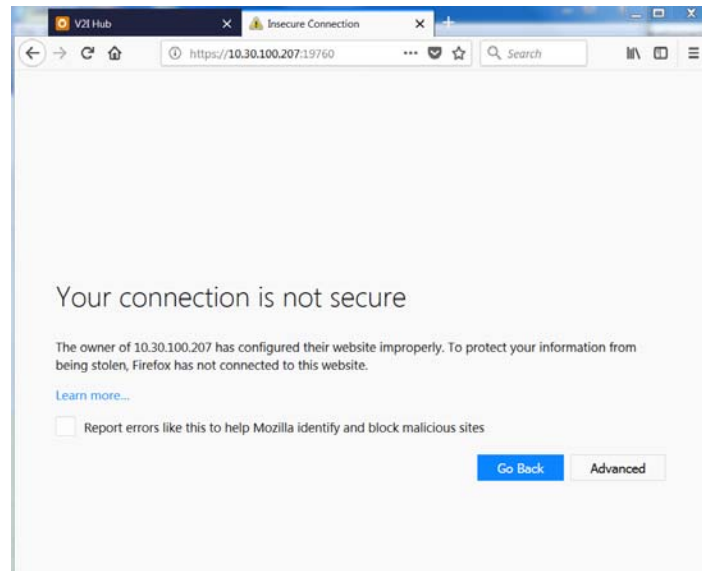 V2I Hub
Insecure Connection
https://10.30.100.207:19760
Search
Your connection is not secure
The owner of 10.30.100.207 has configured their website improperly. To protect your information from
being stolen, Firefox has not connected to this website.
Learn more...
Report errors like this to help Mozilla identify and block malicious sites
Go Back
Advanced